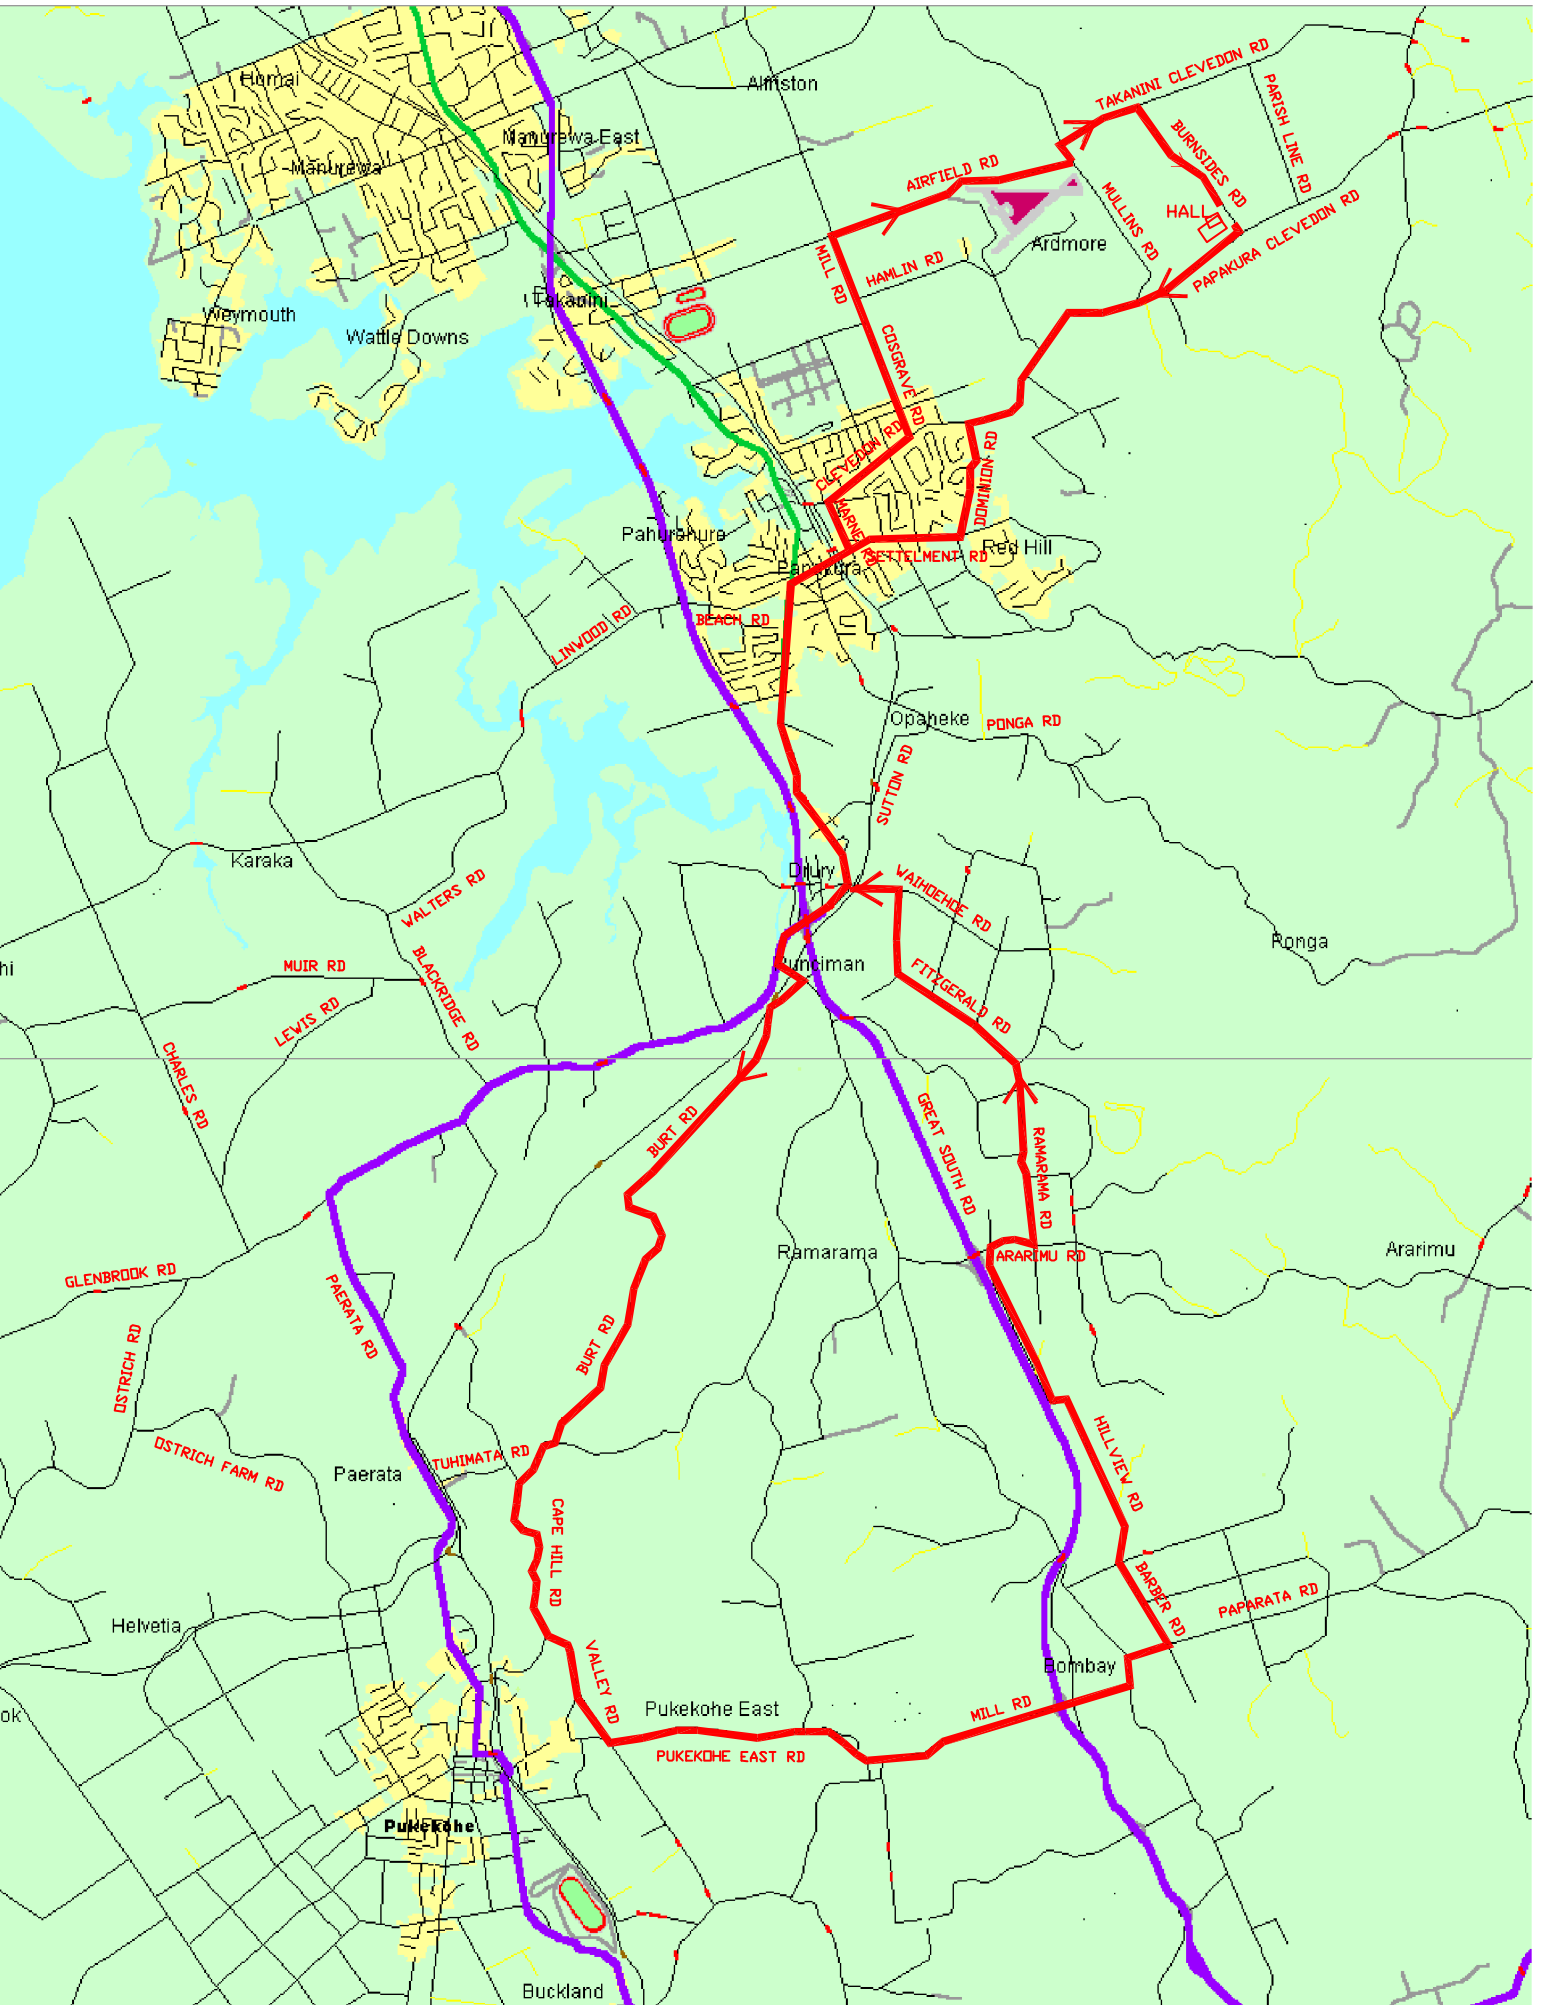 Homai
Alfriston
TAKANINI CLEVEDON RD
PARISH LINE RD
Manurewa East
BURNSIDES RD
Manurewa
AIRFIELD RD
MULLINS RD
HALL
PAPAKURA CLEVEDON RD
Ardmore
MILL RD
HAMLIN RD
Takanini
Weymouth
Wattle Downs
COSGRAVE RD
CLEVEDON RD
DOMINION RD
MARNE RD
Pahurehure
Red Hill
SETTELMENT RD
Papakura
BEACH RD
LINWOOD RD
Opaheke
PONGA RD
SUTTON RD
Karaka
Drury
WALTERS RD
WAIHOEHOE RD
Ponga
hi
MUIR RD
BLACKRIDGE RD
Runciman
FITZGERALD RD
LEWIS RD
CHARLES RD
BURT RD
GREAT SOUTH RD
RAMARAMA RD
Ramarama
ARARIMU RD
Ararimu
GLENBROOK RD
PAERATA RD
OSTRICH RD
BURT RD
OSTRICH FARM RD
TUHIMATA RD
Paerata
HILLVIEW RD
CAPE HILL RD
BARBER RD
PAPARATA RD
Helvetia
VALLEY RD
Bombay
ok
Pukekohe East
MILL RD
PUKEKOHE EAST RD
Pukekohe
Buckland